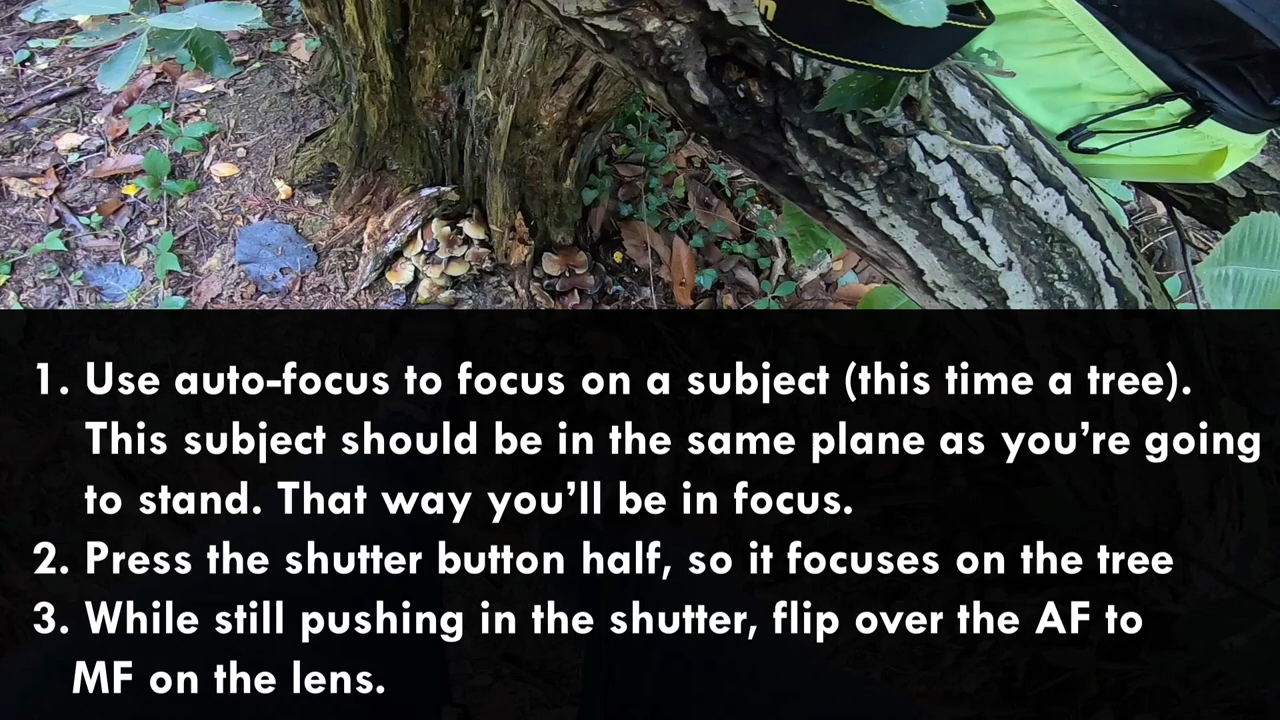 n
1. Use auto-focus to focus on a subject (this time a tree).
This subject should be in the same plane as you’re going
to stand. That way you’ll be in focus.
2. Press the shutter button half, so it focuses on the tree
3. While still pushing in the shutter, flip over the AF to
MF on the lens.